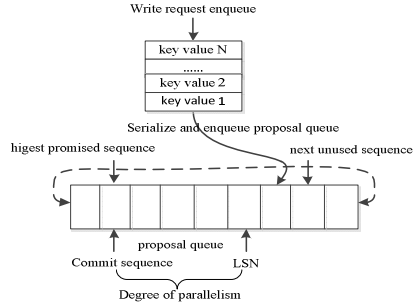 Write request enqueue
key value N
......
key value 2
key value 1
Serialize and enqueue proposal queue
higest promised sequence
next unused sequence
proposal queue
Commit sequence
LSN
Degree of parallelism